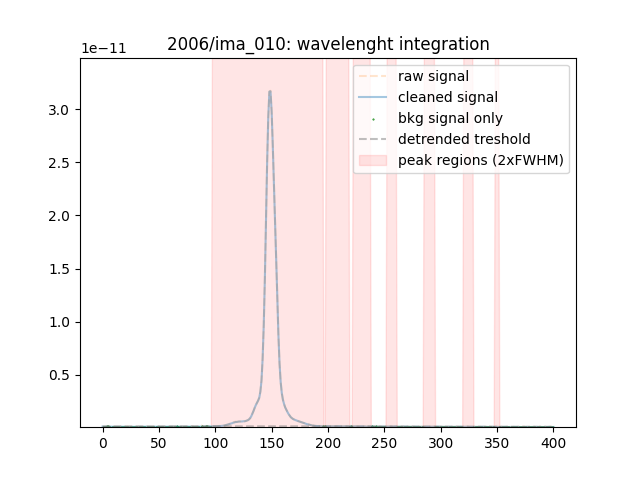 2006/ima_010: wavelenght integration
1e−11
raw signal
cleaned signal
bkg signal only
detrended treshold
peak regions (2xFWHM)
3.0
2.5
2.0
1.5
1.0
0.5
0 50 100 150 200 250 300 350 400